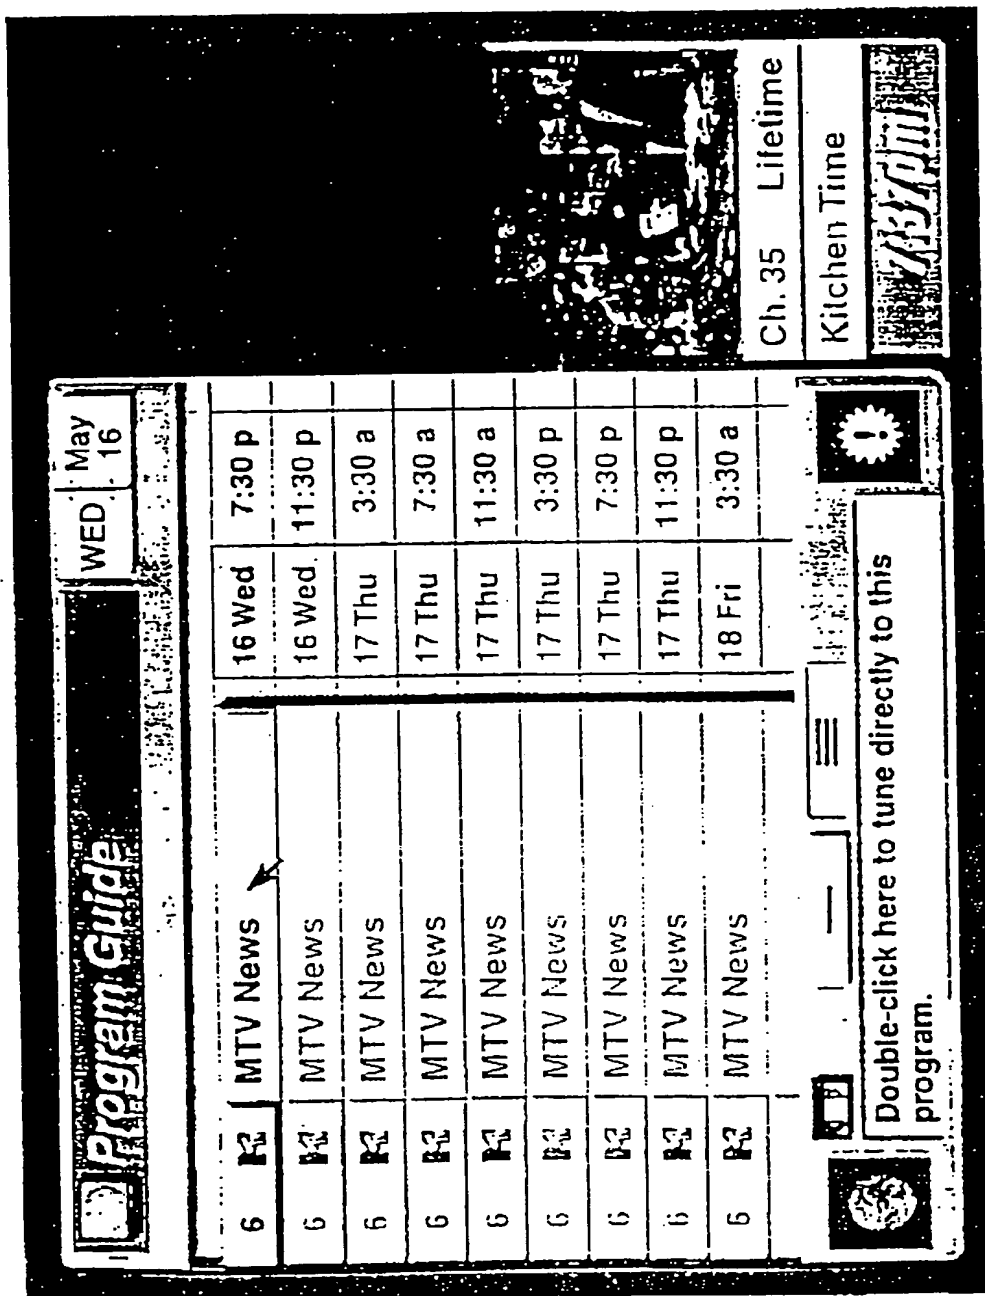 Program Guide
WED May 16
6 MTV News 16 Wed 7:30 p
6 MTV News 16 Wed 11:30 p
6 MTV News 17 Thu 3:30 a
6 MTV News 17 Thu 7:30 a
6 MTV News 17 Thu 11:30 a
6 MTV News 17 Thu 3:30 p
6 MTV News 17 Thu 7:30 p
6 MTV News 17 Thu 11:30 p
6 MTV News 18 Fri 3:30 a
!
Double-click here to tune directly to this
program.
Ch. 35 Lifetime
Kitchen Time
7:37pm